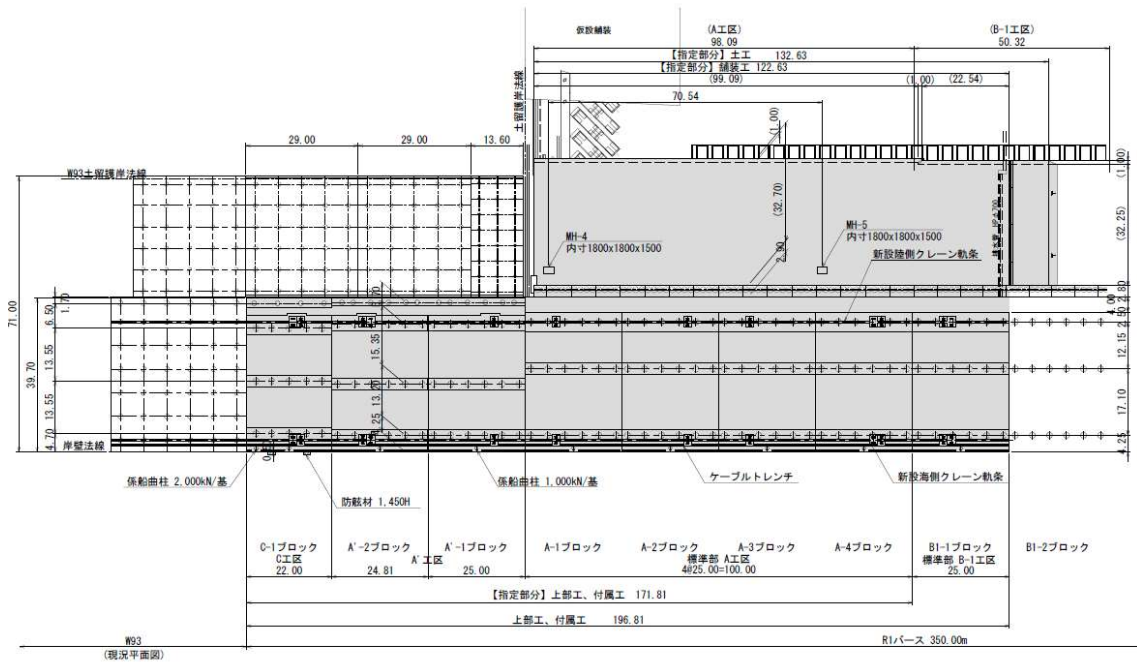 仮設舗装
(A工区)
98.09
(B-1工区)
50.32
【指定部分】土工 132.63
【指定部分】舗装工 122.63
(99.09)
(1.00)
(22.54)
70.54
土留護岸法線
29.00
29.00
13.60
W93土留護岸法線
(1.00)
(32.70)
2.90
(1.00)
(32.25)
MH-4
内寸1800x1800x1500
MH-5
内寸1800x1800x1500
新設陸側クレーン軌条
71.00
39.70
1.70
6.50
13.55
13.55
4.70
岸壁法線
15.35
13.20
2.80
4.00
2.50
12.15
17.10
4.25
係船曲柱 2,000kN/基
防舷材 1,450H
係船曲柱 1,000kN/基
ケーブルトレンチ
新設海側クレーン軌条
C-1ブロック
A'-2ブロック
A'-1ブロック
A-1ブロック
A-2ブロック
A-3ブロック
A-4ブロック
B1-1ブロック
B1-2ブロック
C工区
A'工区
標準部 A工区
標準部 B-1工区
22.00
24.81
25.00
4@25.00=100.00
25.00
【指定部分】上部工、付属工 171.81
上部工、付属工 196.81
W93
(現況平面図)
R1バース 350.00m